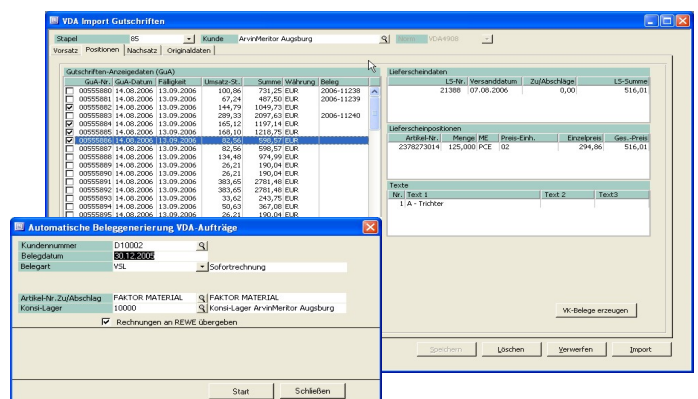 VDA Import Gutschriften
Stapel 85 Kunde ArvinMeritor Augsburg VDA4908
Vorsatz Positionen Nachsatz Originaldaten
Gutschriften-Anzeigedaten (GuA)
GuA-Nr. GuA-Datum Fälligkeit Umsatz-St. Summe Währung Beleg
00555880 14.08.2006 13.09.2006 100,86 731,25 EUR 2006-11238
00555881 14.08.2006 13.09.2006 67,24 487,50 EUR 2006-11239
00555882 14.08.2006 13.09.2006 144,79 1049,73 EUR
00555883 14.08.2006 13.09.2006 289,33 2097,63 EUR 2006-11240
00555884 14.08.2006 13.09.2006 165,12 1197,14 EUR
00555885 14.08.2006 13.09.2006 168,10 1218,75 EUR
00555886 14.08.2006 13.09.2006 82,56 598,57 EUR
00555887 14.08.2006 13.09.2006 82,56 598,57 EUR
00555888 14.08.2006 13.09.2006 134,48 974,99 EUR
00555889 14.08.2006 13.09.2006 26,21 190,04 EUR
00555890 14.08.2006 13.09.2006 26,21 190,04 EUR
00555891 14.08.2006 13.09.2006 383,65 2781,48 EUR
00555892 14.08.2006 13.09.2006 383,65 2781,48 EUR
00555893 14.08.2006 13.09.2006 33,62 243,75 EUR
00555894 14.08.2006 13.09.2006 50,63 367,08 EUR
00555895 14.08.2006 13.09.2006 26,21 190,04 EUR
Lieferscheindaten
LS-Nr. Versanddatum Zu/Abschläge LS-Summe
21388 07.08.2006 0,00 516,01
Lieferscheinpositionen
Artikel-Nr. Menge ME Preis-Einh. Einzelpreis Ges.-Preis
2378273014 125,000 PCE 02 294,86 516,01
Texte
Nr. Text 1 Text 2 Text3
1 A - Trichter
VK-Belege erzeugen
Speichern Löschen Verwerfen Import
Automatische Beleggenerierung VDA-Aufträge
Kundennummer D10002
Belegdatum 30.12.2005
Belegart VSL Sofortrechnung
Artikel-Nr.Zu/Abschlag FAKTOR MATERIAL FAKTOR MATERIAL
Konsi-Lager 10000 Konsi-Lager ArvinMeritor Augsburg
Rechnungen an REWE übergeben
Start Schließen